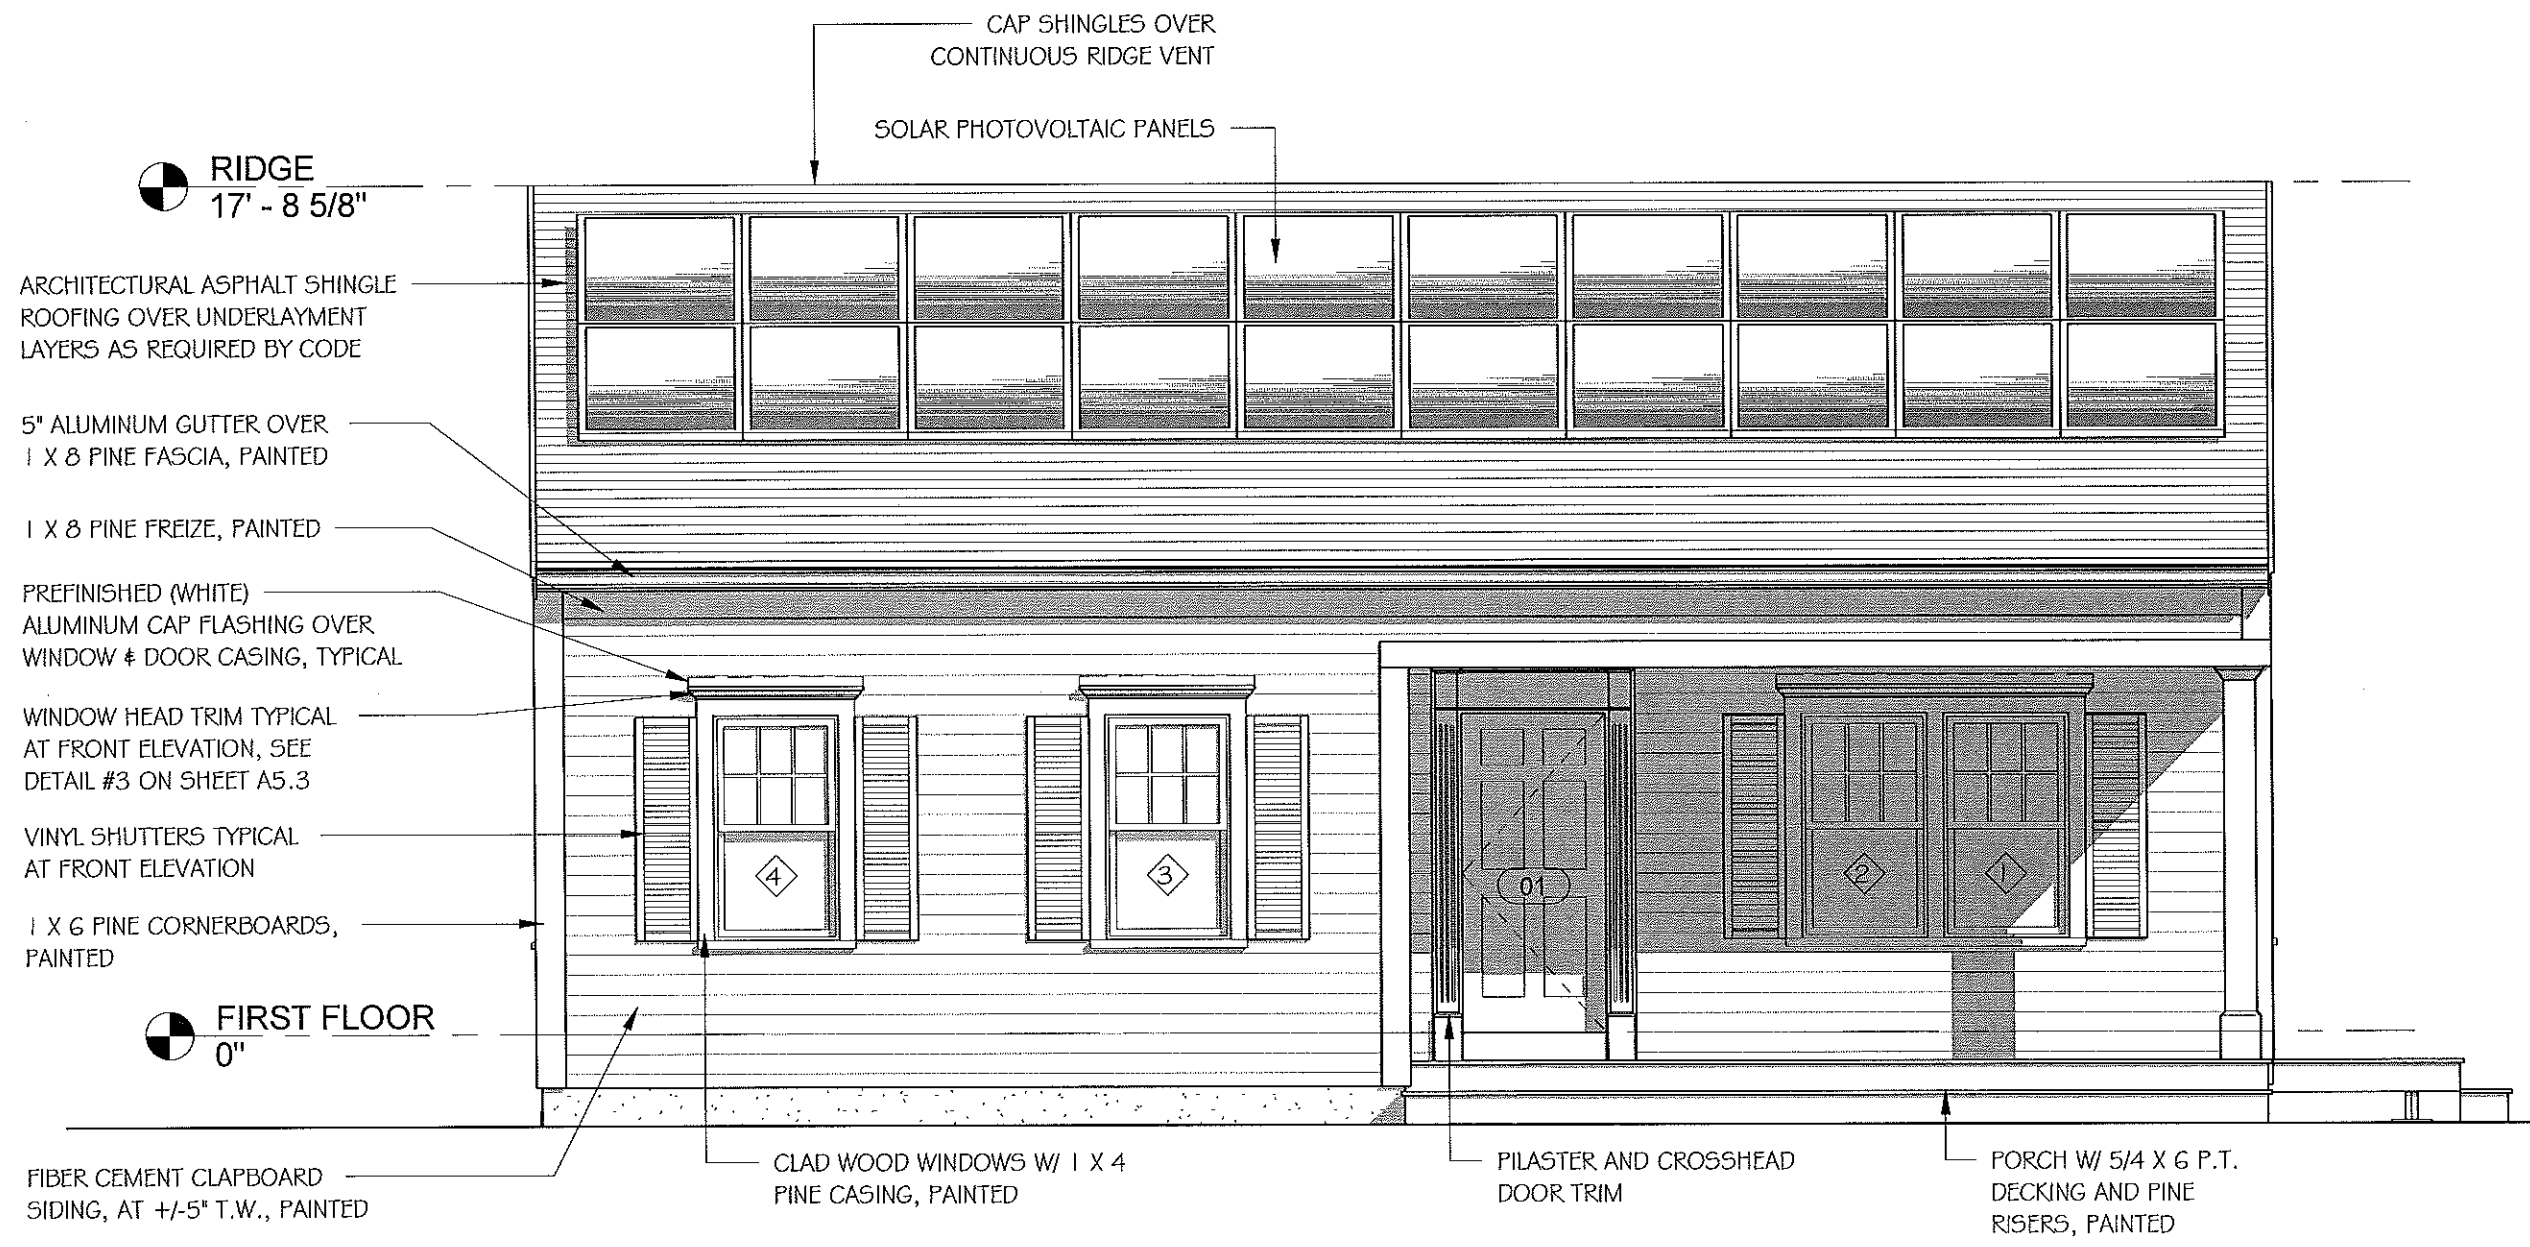 CAP SHINGLES OVER
CONTINUOUS RIDGE VENT
SOLAR PHOTOVOLTAIC PANELS
RIDGE
17' - 8 5/8"
ARCHITECTURAL ASPHALT SHINGLE
ROOFING OVER UNDERLAYMENT
LAYERS AS REQUIRED BY CODE
5" ALUMINUM GUTTER OVER
1 X 8 PINE FASCIA, PAINTED
1 X 8 PINE FREIZE, PAINTED
PREFINISHED (WHITE)
ALUMINUM CAP FLASHING OVER
WINDOW & DOOR CASING, TYPICAL
WINDOW HEAD TRIM TYPICAL
AT FRONT ELEVATION, SEE
DETAIL #3 ON SHEET A5.3
VINYL SHUTTERS TYPICAL
AT FRONT ELEVATION
4
3
01
2
1
1 X 6 PINE CORNERBOARDS,
PAINTED
FIRST FLOOR
0"
FIBER CEMENT CLAPBOARD
SIDING, AT +/-5" T.W., PAINTED
CLAD WOOD WINDOWS W/ 1 X 4
PINE CASING, PAINTED
PILASTER AND CROSSHEAD
DOOR TRIM
PORCH W/ 5/4 X 6 P.T.
DECKING AND PINE
RISERS, PAINTED